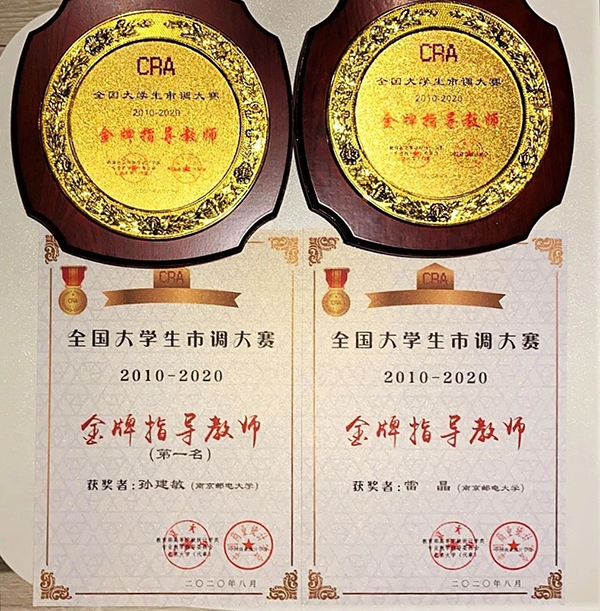 CRA
全国大学生市调大赛
2010-2020
金牌指导教师
CRA
全国大学生市调大赛
2010-2020
金牌指导教师
CRA
CRA
全国大学生市调大赛
2010-2020
金牌指导教师
(第一名)
获奖者:孙建敏(南京邮电大学)
二〇二〇年八月
CRA
CRA
全国大学生市调大赛
2010-2020
金牌指导教师
获奖者:雷 晶(南京邮电大学)
二〇二〇年八月